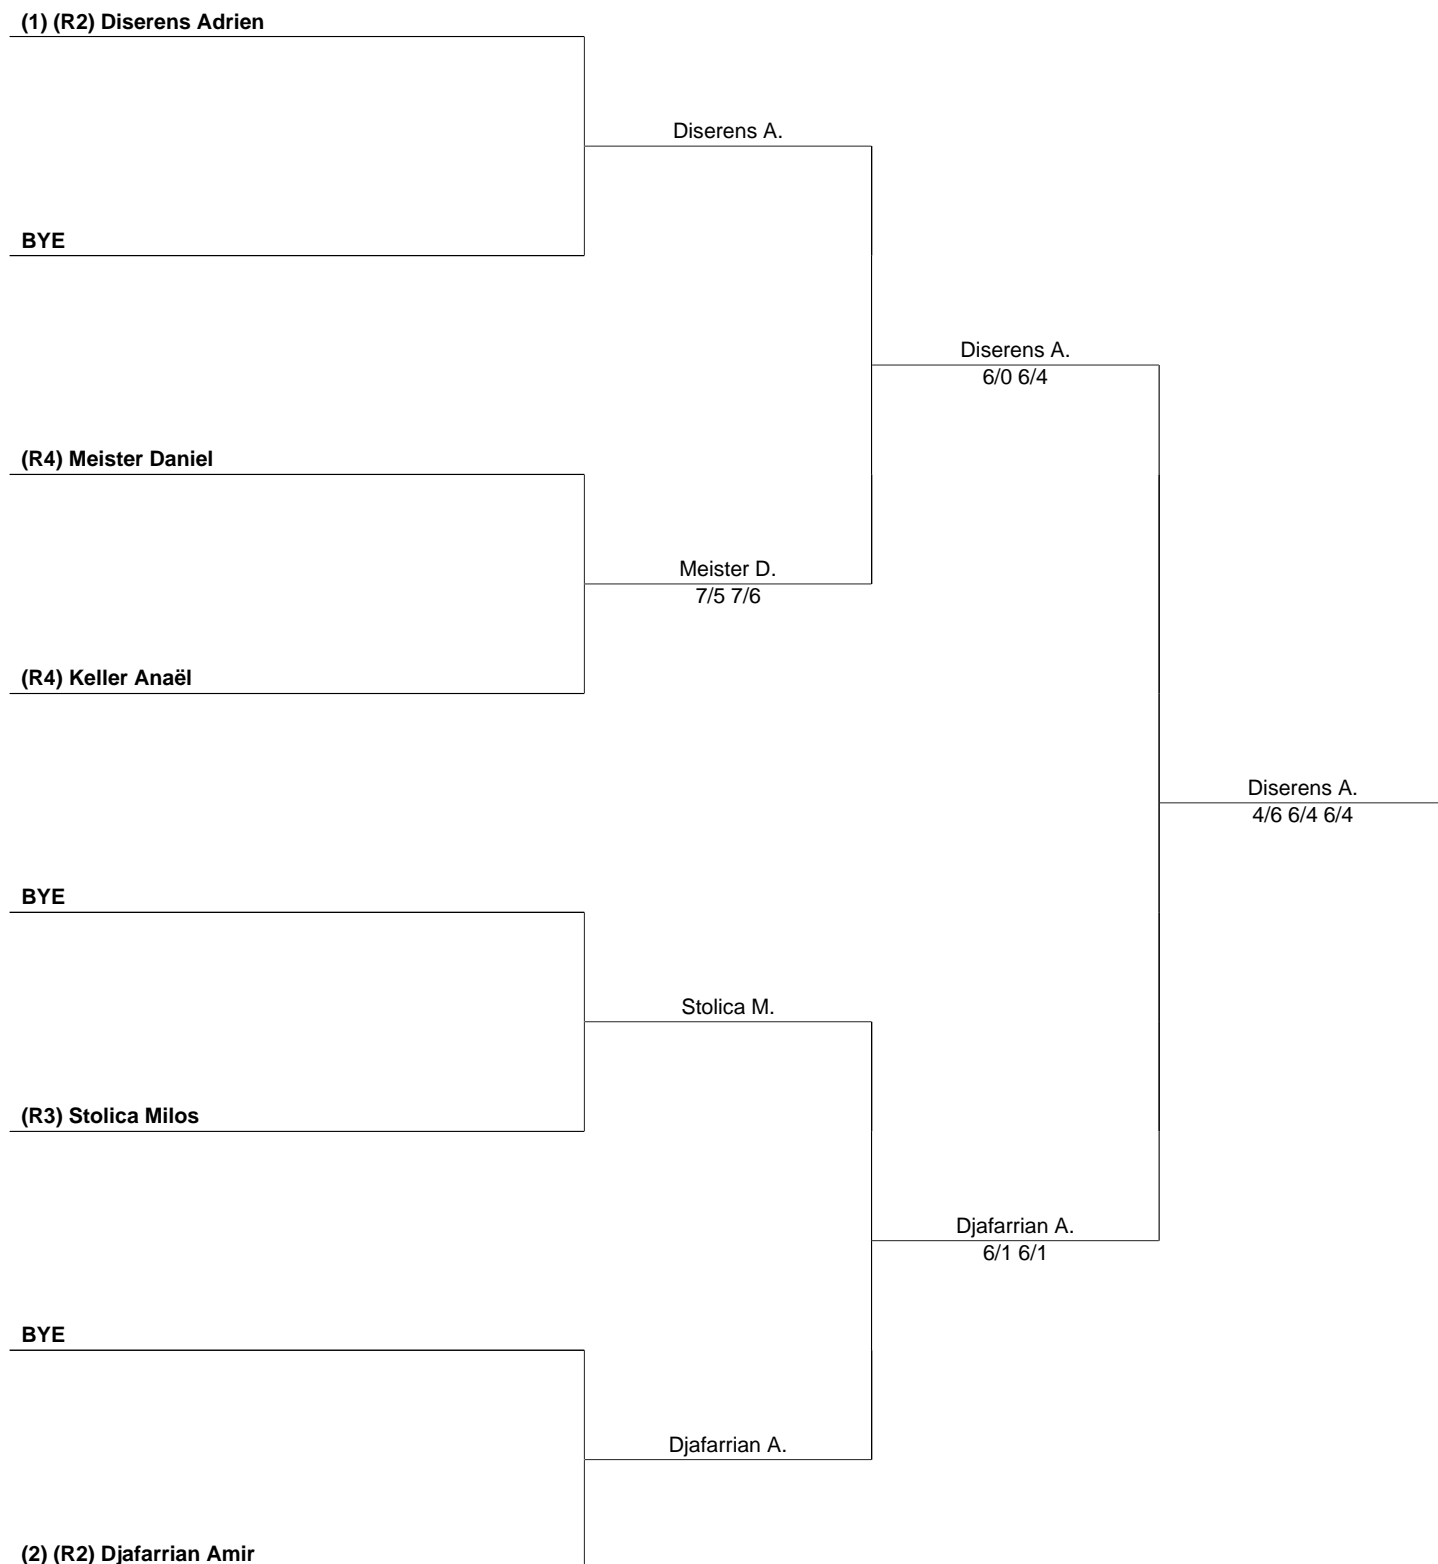 (1) (R2) Diserens Adrien
Diserens A.
BYE
Diserens A.
6/0 6/4
(R4) Meister Daniel
Meister D.
7/5 7/6
(R4) Keller Anaël
Diserens A.
4/6 6/4 6/4
BYE
Stolica M.
(R3) Stolica Milos
Djafarrian A.
6/1 6/1
BYE
Djafarrian A.
(2) (R2) Djafarrian Amir